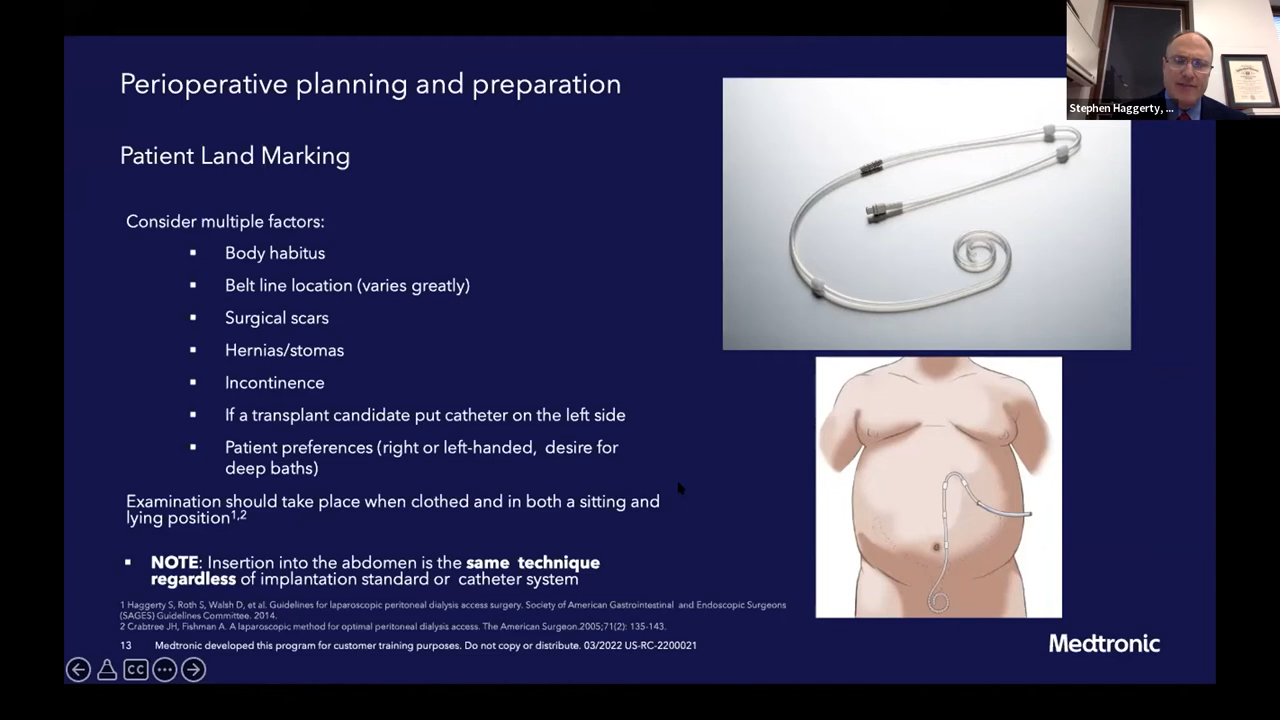 Perioperative planning and preparation
Stephen Haggerty, ...
Patient Land Marking
Consider multiple factors:
▪ Body habitus
▪ Belt line location (varies greatly)
▪ Surgical scars
▪ Hernias/stomas
▪ Incontinence
▪ If a transplant candidate put catheter on the left side
▪ Patient preferences (right or left-handed, desire for
deep baths)
Examination should take place when clothed and in both a sitting and
lying position1,2
▪ NOTE: Insertion into the abdomen is the same technique
regardless of implantation standard or catheter system
1 Haggerty S, Roth S, Walsh D, et al. Guidelines for laparoscopic peritoneal dialysis access surgery. Society of American Gastrointestinal and Endoscopic Surgeons
(SAGES) Guidelines Committee. 2014.
2 Crabtree JH, Fishman A. A laparoscopic method for optimal peritoneal dialysis access. The American Surgeon.2005;71(2): 135-143.
13 Medtronic developed this program for customer training purposes. Do not copy or distribute. 03/2022 US-RC-2200021
Medtronic
CC